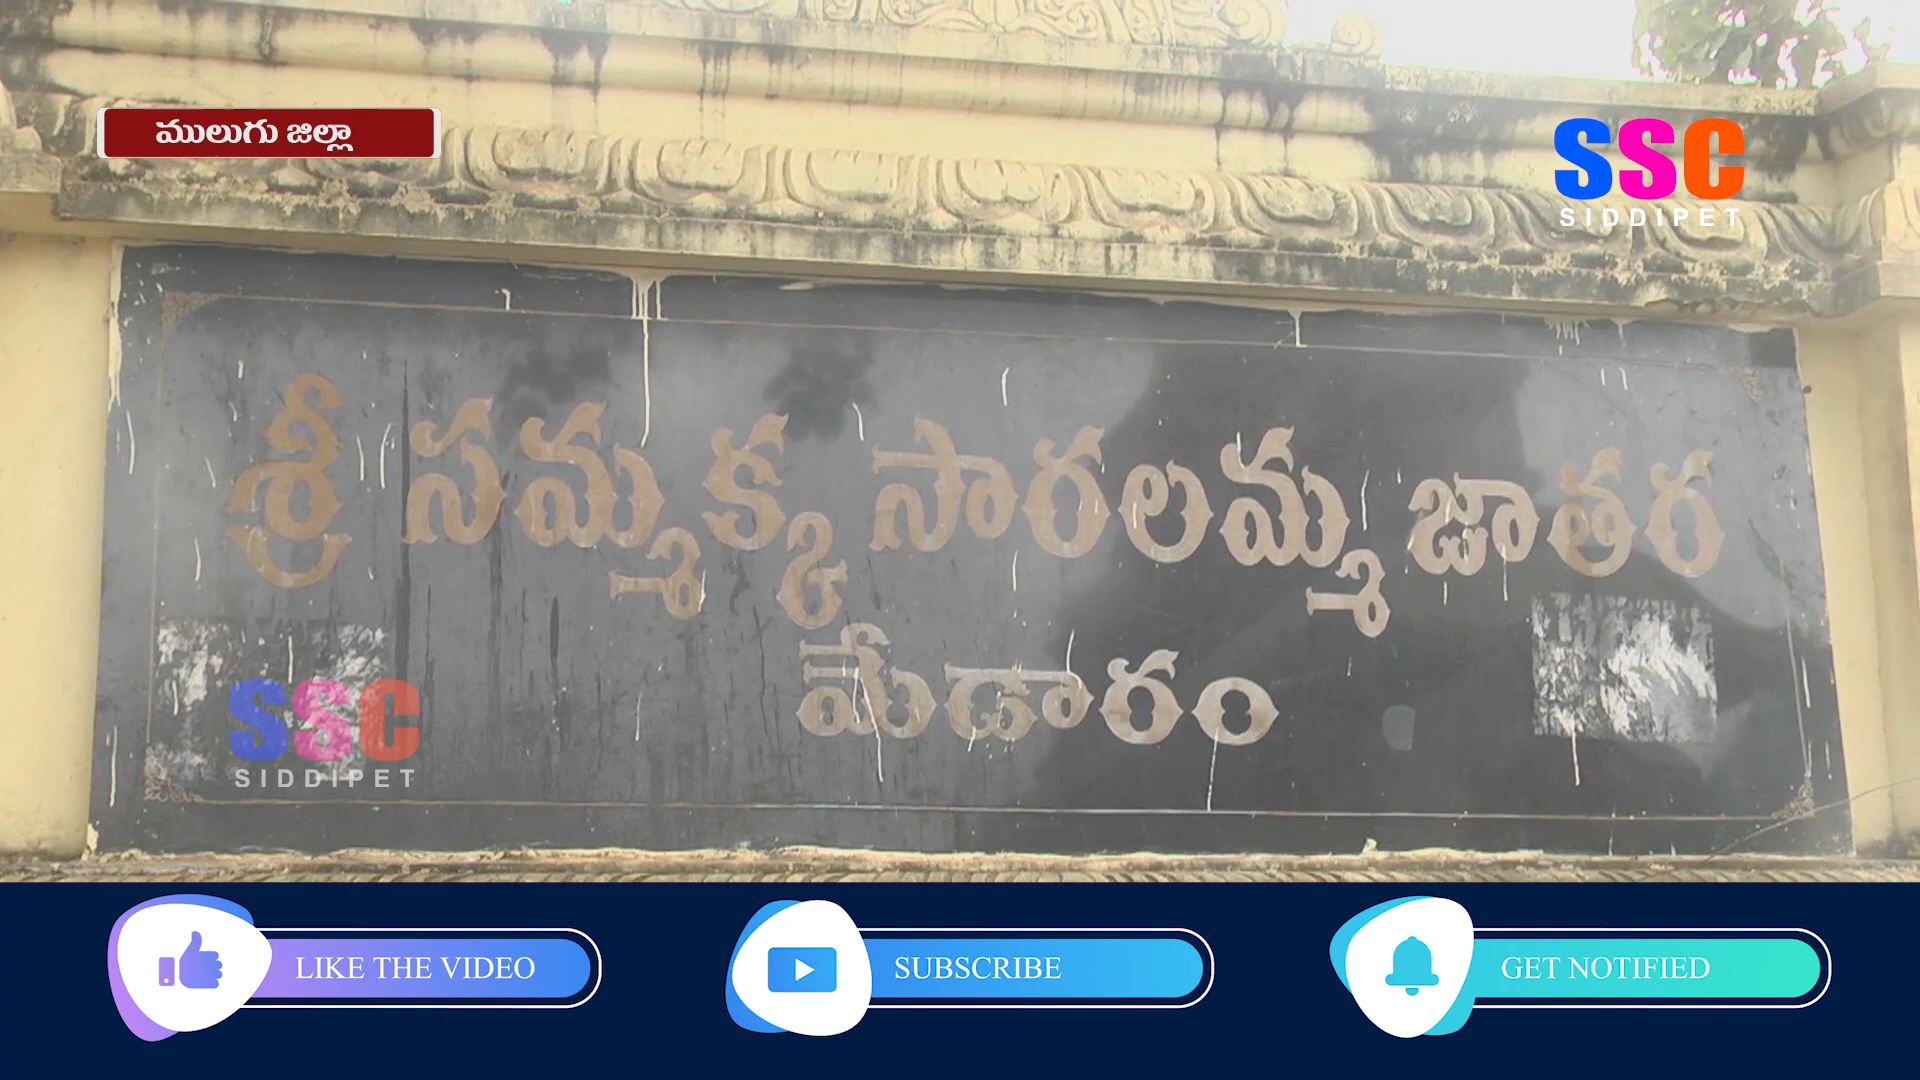 ములుగు జిల్లా
SSC
SIDDIPET
శ్రీ సమ్మక్క సారలమ్మ జాతర
మేడారం
SSC
SIDDIPET
LIKE THE VIDEO
SUBSCRIBE
GET NOTIFIED